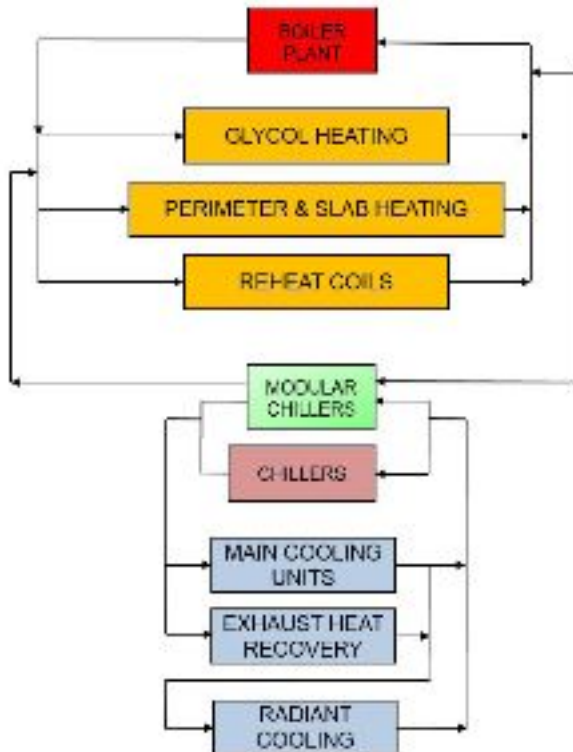 BOILER
PLANT
GLYCOL HEATING
PERIMETER & SLAB HEATING
REHEAT COILS
MODULAR
CHILLERS
CHILLERS
MAIN COOLING
UNITS
EXHAUST HEAT
RECOVERY
RADIANT
COOLING